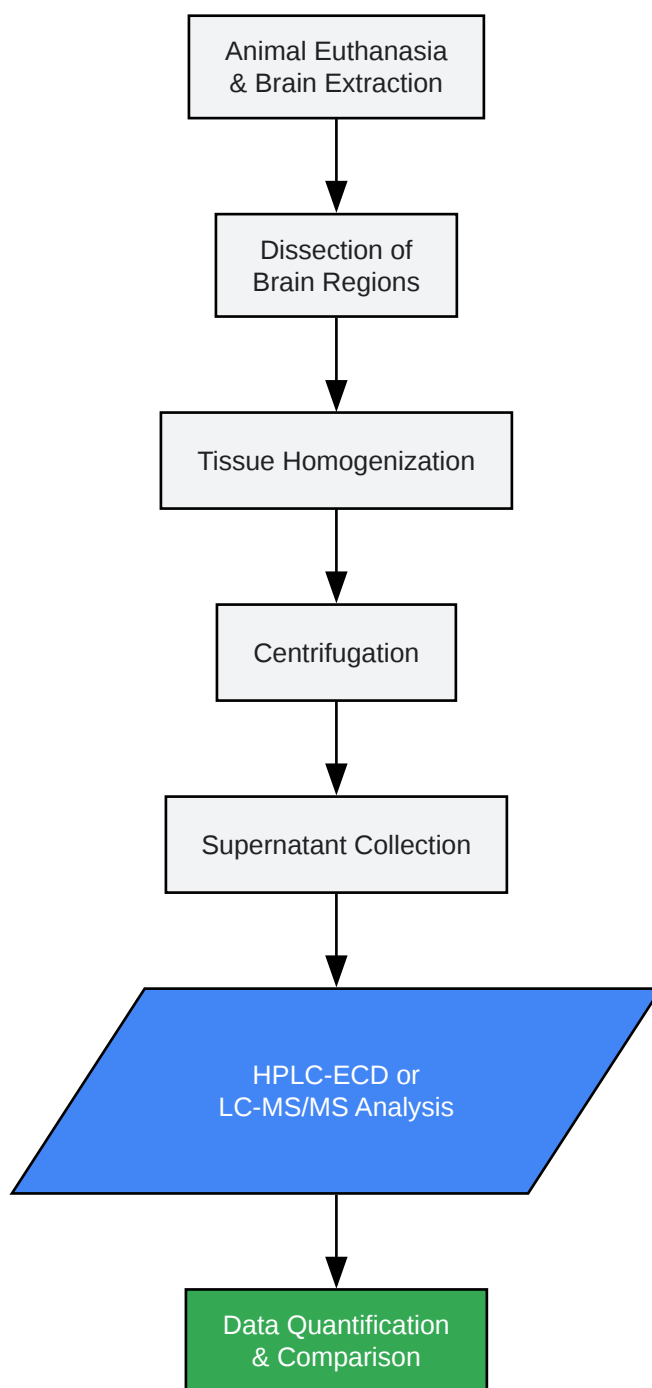 Animal Euthanasia
& Brain Extraction
Dissection of
Brain Regions
Tissue Homogenization
Centrifugation
Supernatant Collection
HPLC-ECD or
LC-MS/MS Analysis
Data Quantification
& Comparison